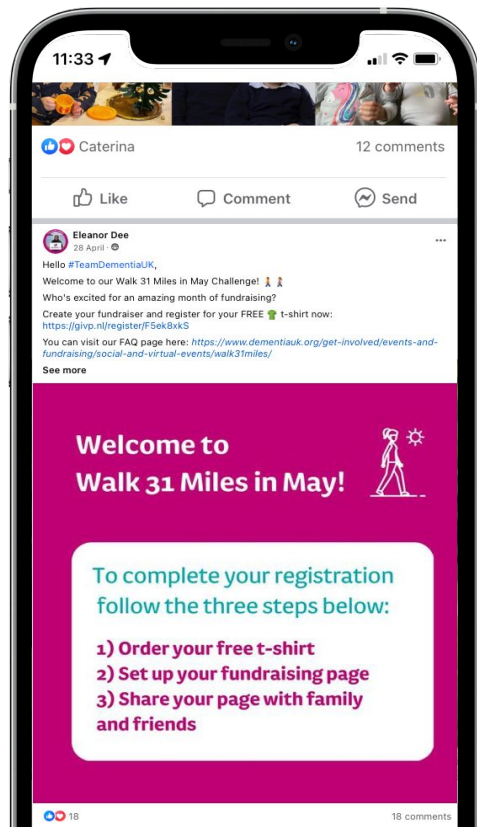 11:33
Caterina
12 comments
Like
Comment
Send
Eleanor Dee
28 April ·
Hello #TeamDementiaUK,
Welcome to our Walk 31 Miles in May Challenge!
Who's excited for an amazing month of fundraising?
Create your fundraiser and register for your FREE t-shirt now:
https://givp.nl/register/F5ek8xkS
You can visit our FAQ page here: https://www.dementiauk.org/get-involved/events-and-
fundraising/social-and-virtual-events/walk31miles/
See more
Welcome to
Walk 31 Miles in May!
To complete your registration
follow the three steps below:
1) Order your free t-shirt
2) Set up your fundraising page
3) Share your page with family
and friends
18
18 comments